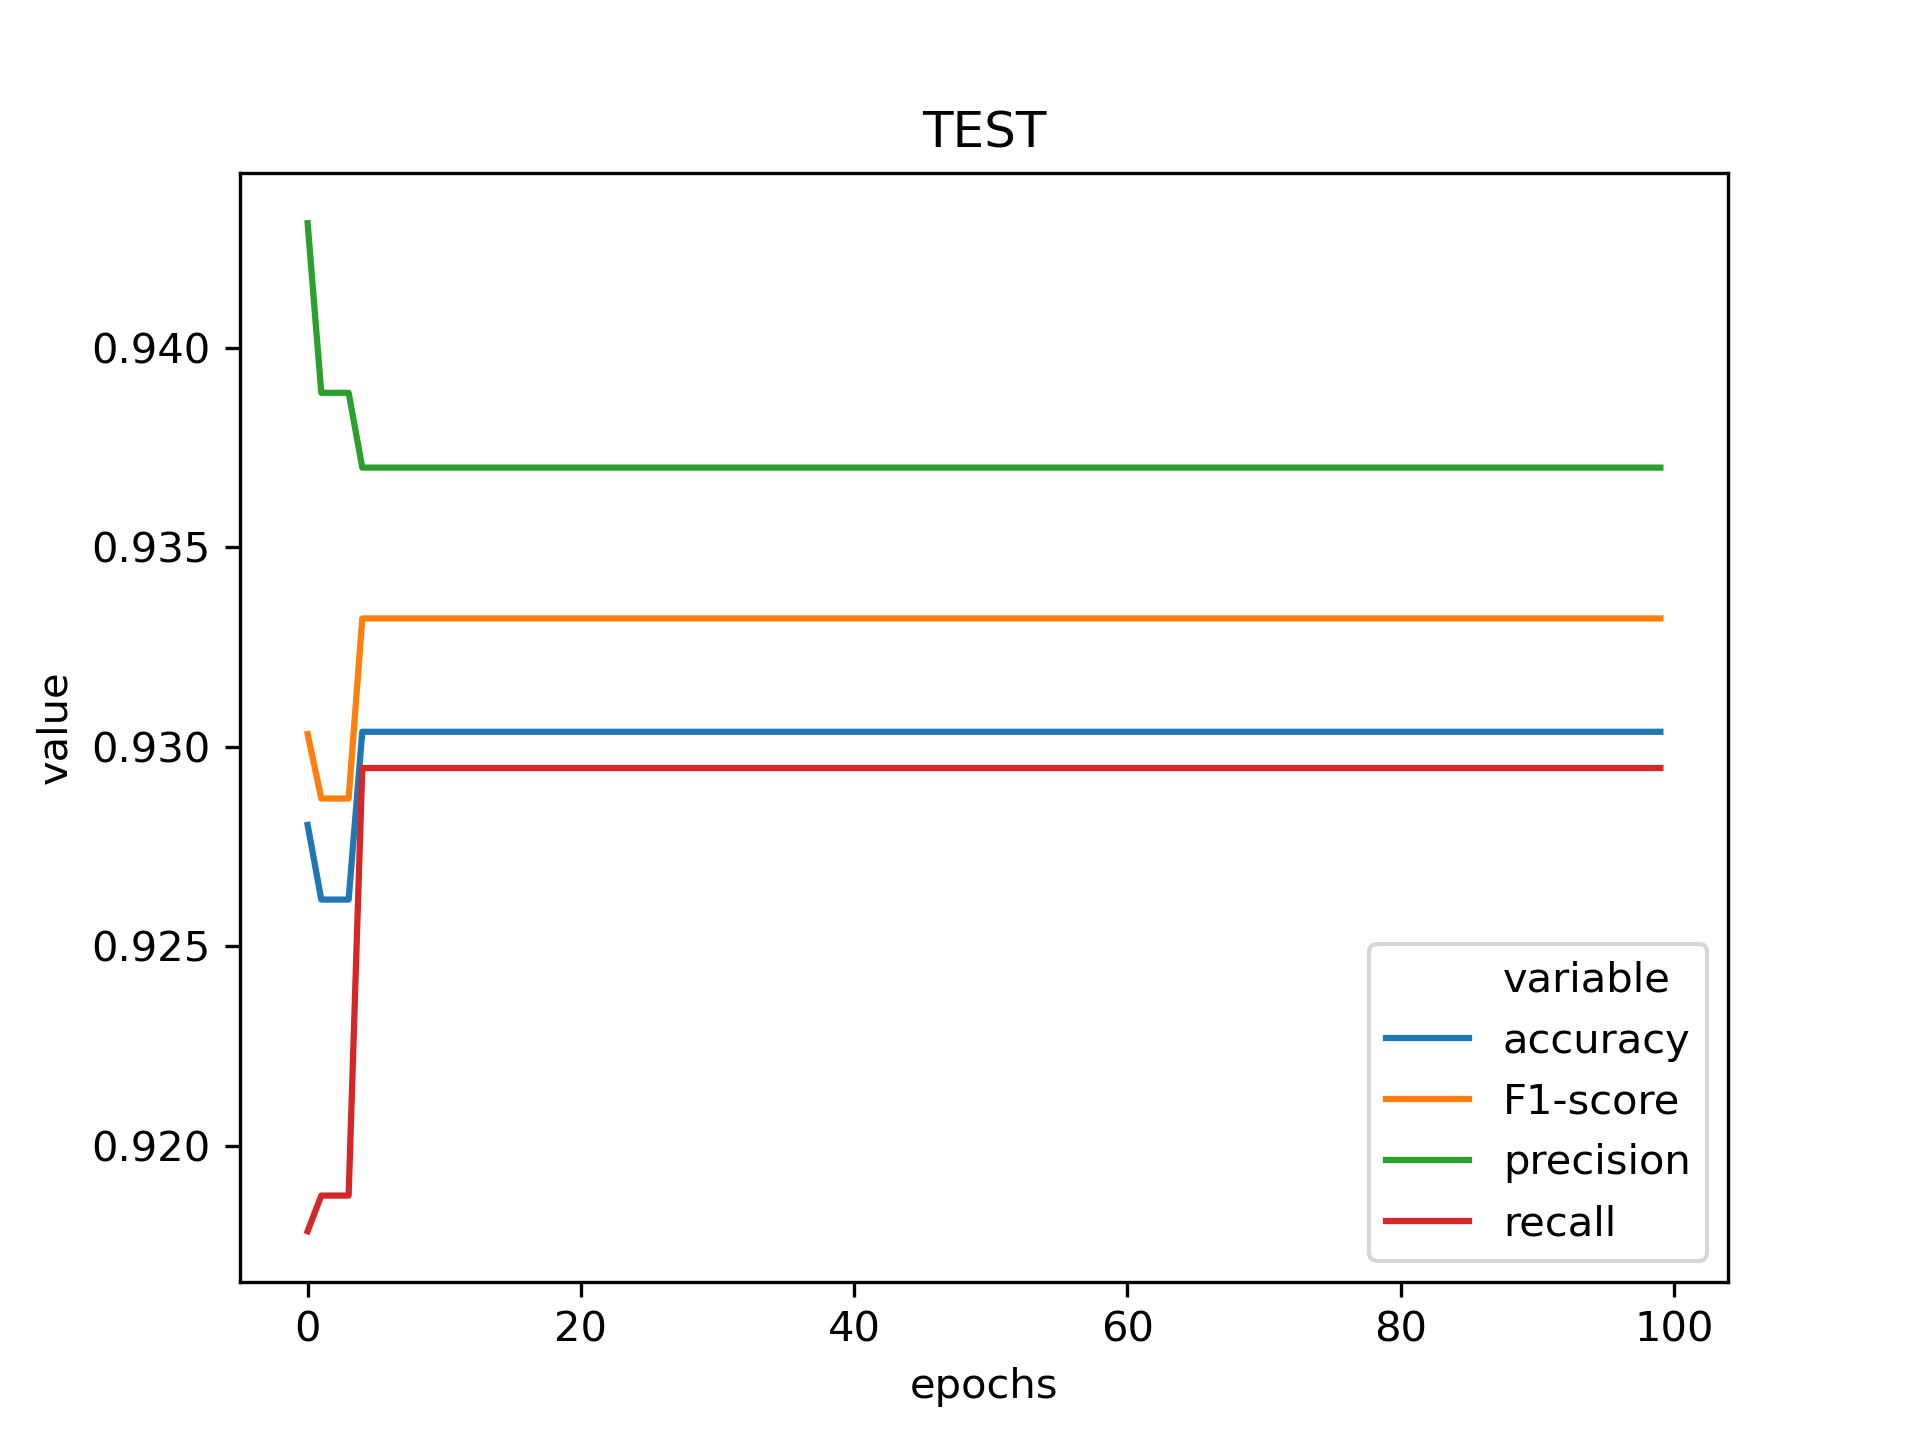 TEST
0.940
0.935
0.930
0.925
0.920
value
0 20 40 60 80 100
epochs
variable
accuracy
F1-score
precision
recall